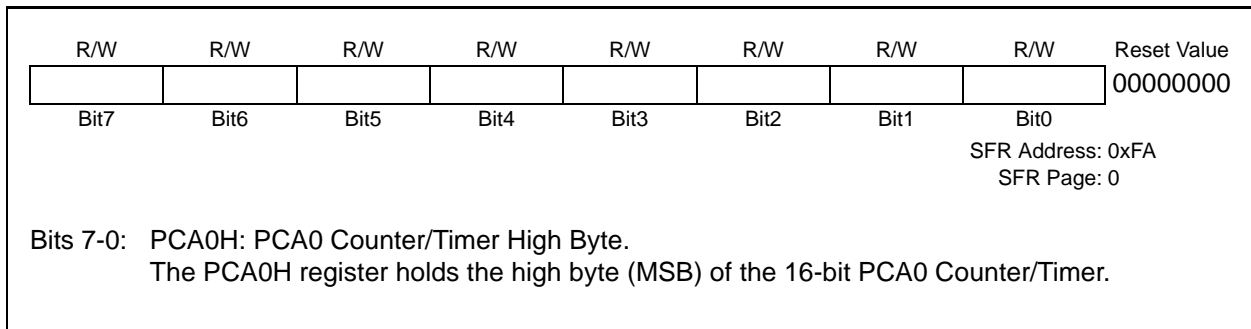 R/W R/W R/W R/W R/W R/W R/W R/W Reset Value
00000000
Bit7 Bit6 Bit5 Bit4 Bit3 Bit2 Bit1 Bit0
SFR Address: 0xFA
SFR Page: 0
Bits 7-0: PCA0H: PCA0 Counter/Timer High Byte.
The PCA0H register holds the high byte (MSB) of the 16-bit PCA0 Counter/Timer.